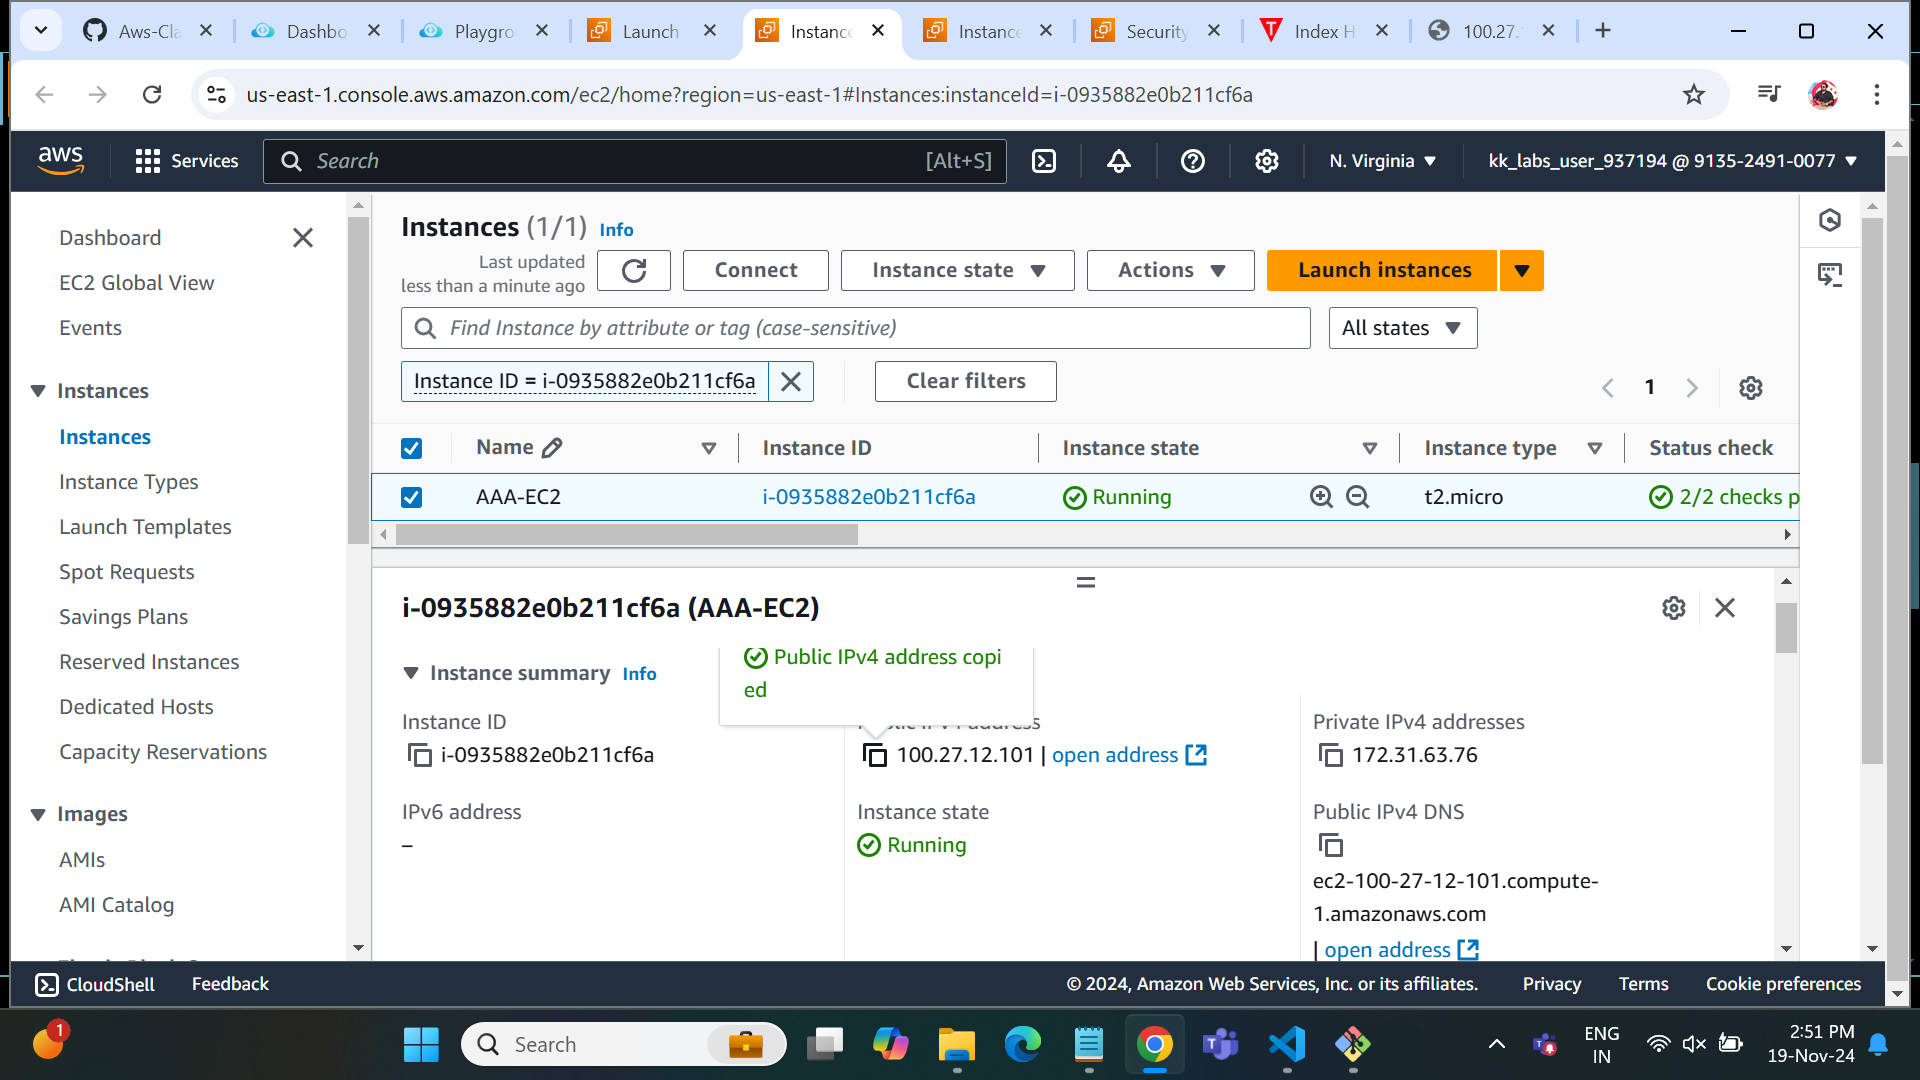 Aws-Cla
Dashbo
Playgro
Launch
Instance
Instance
Security
Index H
100.27.
us-east-1.console.aws.amazon.com/ec2/home?region=us-east-1#Instances:instanceId=i-0935882e0b211cf6a
aws
Services
Search
[Alt+S]
N. Virginia
kk_labs_user_937194 @ 9135-2491-0077
Dashboard
EC2 Global View
Events
Instances
Instances
Instance Types
Launch Templates
Spot Requests
Savings Plans
Reserved Instances
Dedicated Hosts
Capacity Reservations
Images
AMIs
AMI Catalog
Instances (1/1) Info
Last updated
less than a minute ago
Connect
Instance state
Actions
Launch instances
Find Instance by attribute or tag (case-sensitive)
All states
Instance ID = i-0935882e0b211cf6a
Clear filters
1
Name
Instance ID
Instance state
Instance type
Status check
AAA-EC2
i-0935882e0b211cf6a
Running
t2.micro
2/2 checks p
i-0935882e0b211cf6a (AAA-EC2)
Instance summary Info
Public IPv4 address copi
ed
Instance ID
i-0935882e0b211cf6a
100.27.12.101 | open address
Private IPv4 addresses
172.31.63.76
IPv6 address
–
Instance state
Running
Public IPv4 DNS
ec2-100-27-12-101.compute-
1.amazonaws.com
| open address
CloudShell
Feedback
© 2024, Amazon Web Services, Inc. or its affiliates.
Privacy
Terms
Cookie preferences
1
Search
ENG
IN
2:51 PM
19-Nov-24